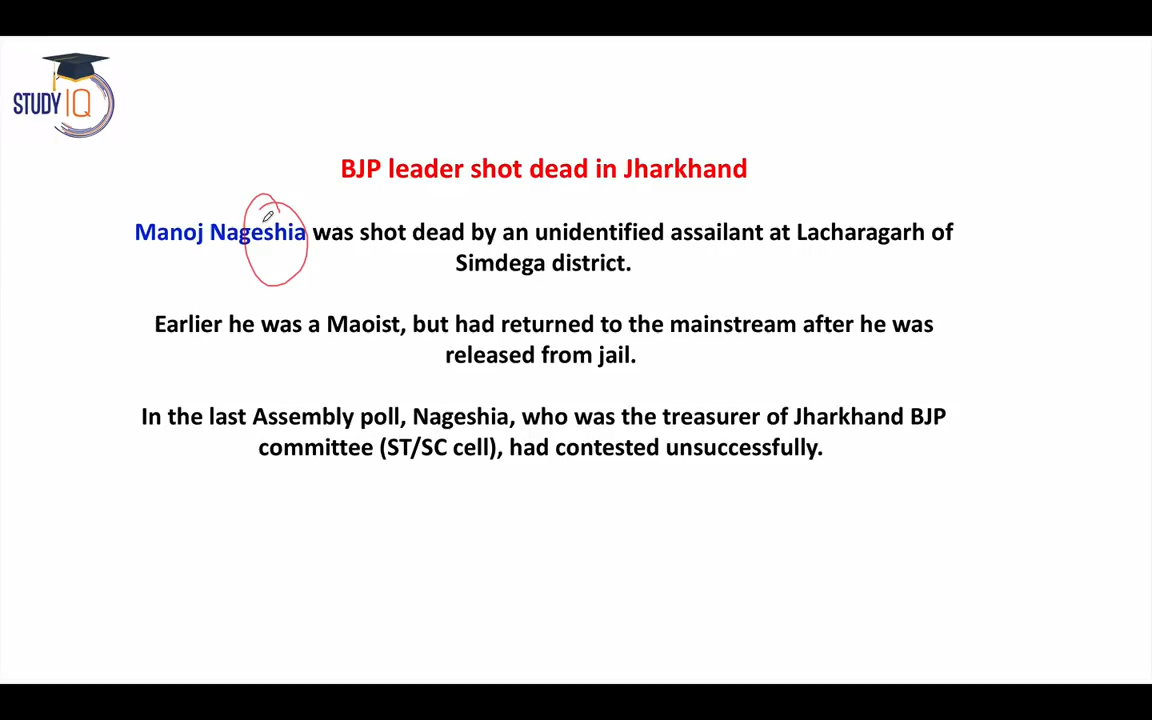 STUDY IQ
BJP leader shot dead in Jharkhand
Manoj Nageshia was shot dead by an unidentified assailant at Lacharagarh of
Simdega district.
Earlier he was a Maoist, but had returned to the mainstream after he was
released from jail.
In the last Assembly poll, Nageshia, who was the treasurer of Jharkhand BJP
committee (ST/SC cell), had contested unsuccessfully.